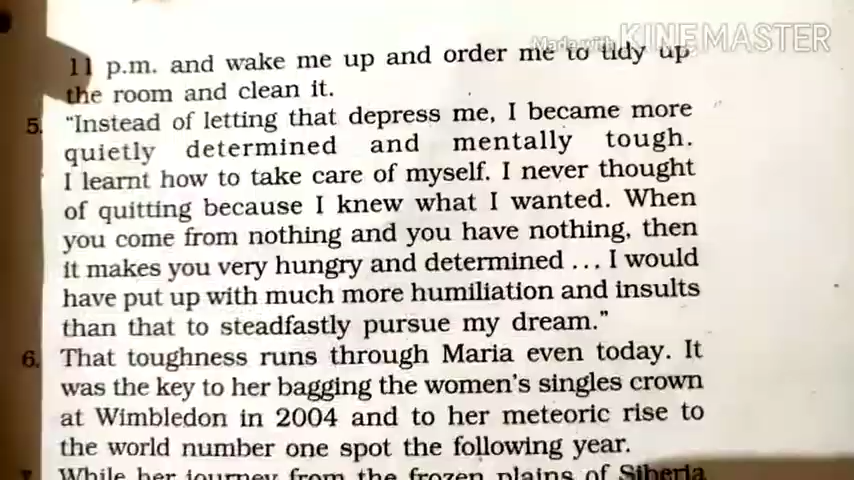 Made with KINEMASTER
11 p.m. and wake me up and order me to tidy up
the room and clean it.
5. "Instead of letting that depress me, I became more
quietly determined and mentally tough.
I learnt how to take care of myself. I never thought
of quitting because I knew what I wanted. When
you come from nothing and you have nothing, then
it makes you very hungry and determined ... I would
have put up with much more humiliation and insults
than that to steadfastly pursue my dream."
6. That toughness runs through Maria even today. It
was the key to her bagging the women's singles crown
at Wimbledon in 2004 and to her meteoric rise to
the world number one spot the following year.
While her journey from the frozen plains of Siberia